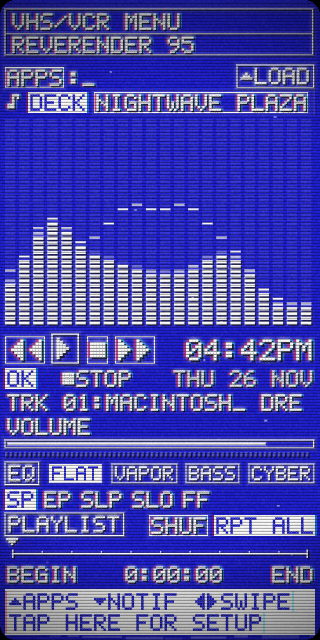 VHS/VCR MENU
REVERENDER 95
APPS:_ LOAD
DECK NIGHTWAVE PLAZA
04:42PM
OK STOP THU 26 NOV
TRK 01:MACINTOSH_ DRE
VOLUME
EQ FLAT VAPOR BASS CYBER
SP EP SLP SLO FF
PLAYLIST SHUF RPT ALL
BEGIN 0:00:00 END
APPS NOTIF SWIPE
TAP HERE FOR SETUP